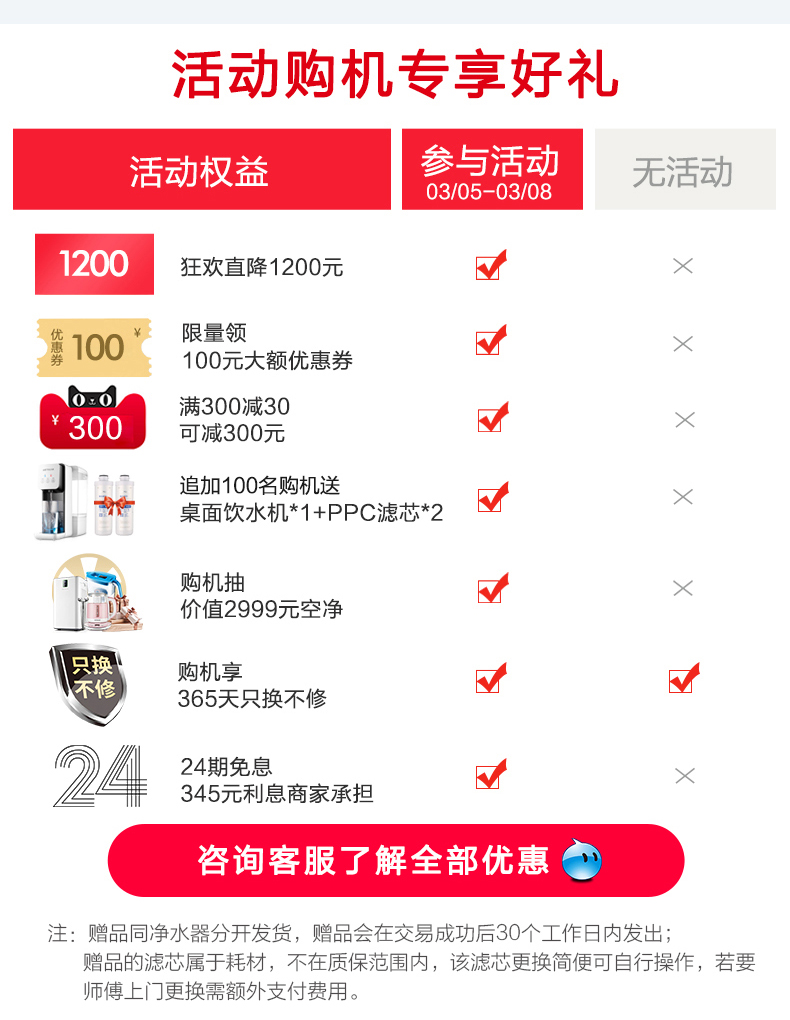 活动购机专享好礼
活动权益
参与活动
03/05-03/08
无活动
1200
狂欢直降1200元
优惠券 100 ¥
限量领
100元大额优惠券
¥ 300
满300减30
可减300元
追加100名购机送
桌面饮水机*1+PPC滤芯*2
购机抽
价值2999元空净
只换
不修
购机享
365天只换不修
24
24期免息
345元利息商家承担
咨询客服了解全部优惠
注：赠品同净水器分开发货，赠品会在交易成功后30个工作日内发出；
赠品的滤芯属于耗材，不在质保范围内，该滤芯更换简便可自行操作，若要
师傅上门更换需额外支付费用。